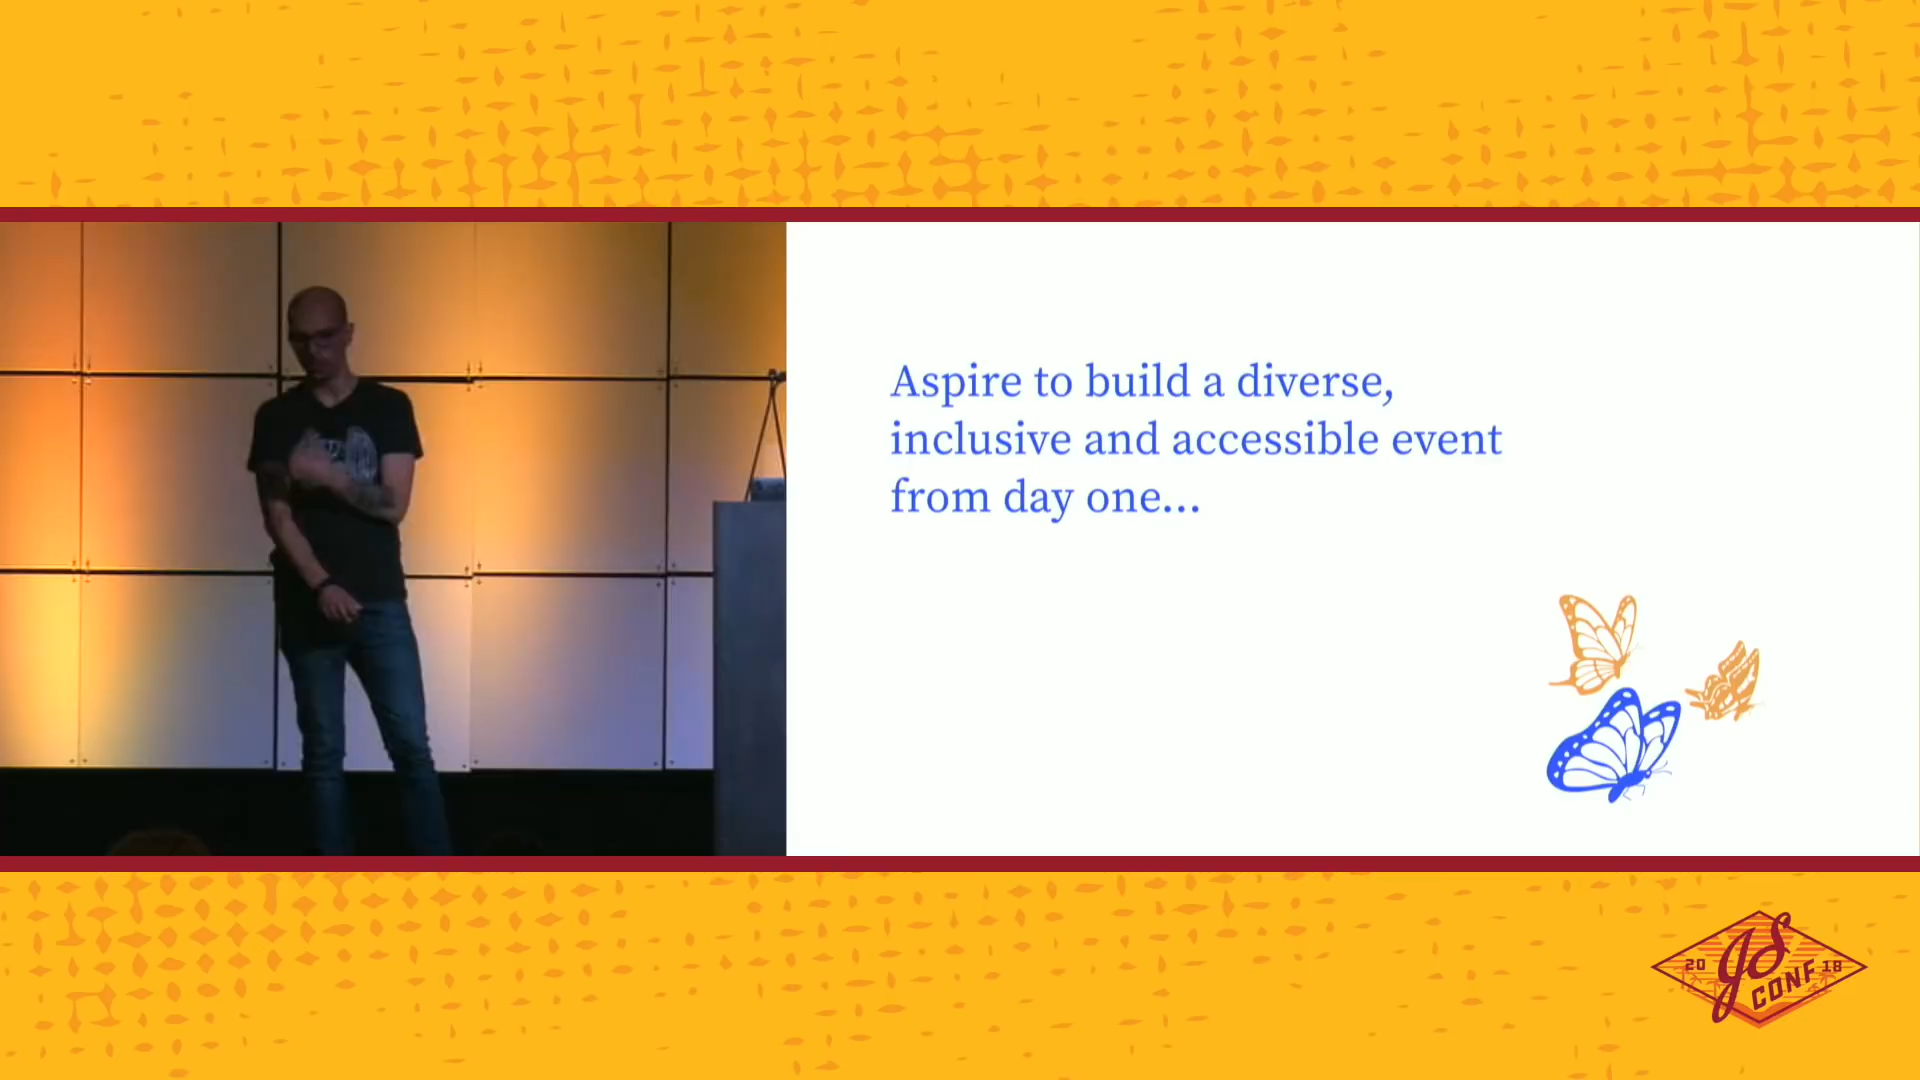 Aspire to build a diverse,
inclusive and accessible event
from day one...
20 JS CONF 18